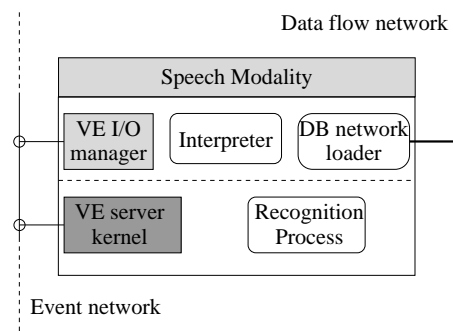 Data flow network
Speech Modality
VE I/O
manager
Interpreter
DB network
loader
VE server
kernel
Recognition
Process
Event network